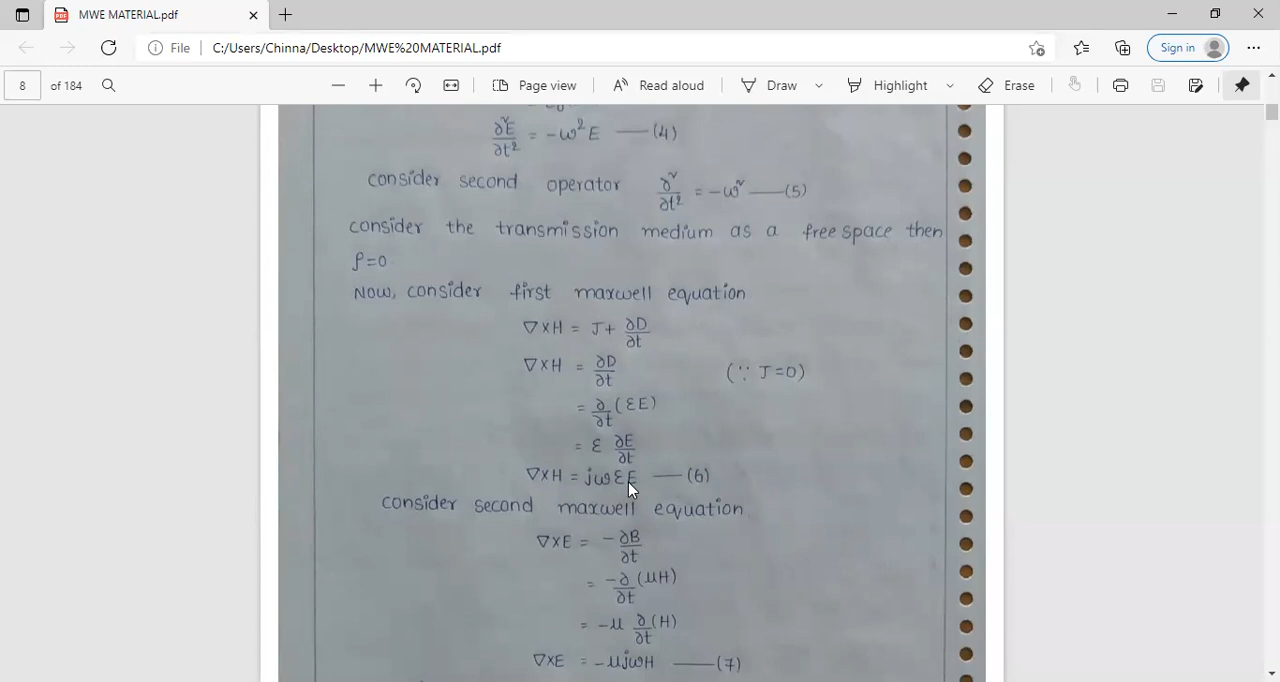 MWE MATERIAL.pdf
File C:/Users/Chinna/Desktop/MWE%20MATERIAL.pdf Sign in
8 of 184 Page view Read aloud Draw Highlight Erase
∂²E/∂t² = -ω²E —— (4)
consider second operator ∂²/∂t² = -ω² —— (5)
consider the transmission medium as a free space then
ρ=0
Now, consider first maxwell equation
∇×H = J+ ∂D/∂t
∇×H = ∂D/∂t (∵ J=0)
= ∂/∂t (εE)
= ε ∂E/∂t
∇×H = jωεE —— (6)
consider second maxwell equation
∇×E = -∂B/∂t
= -∂/∂t (μH)
= -μ ∂/∂t (H)
∇×E = -μjωH —— (7)